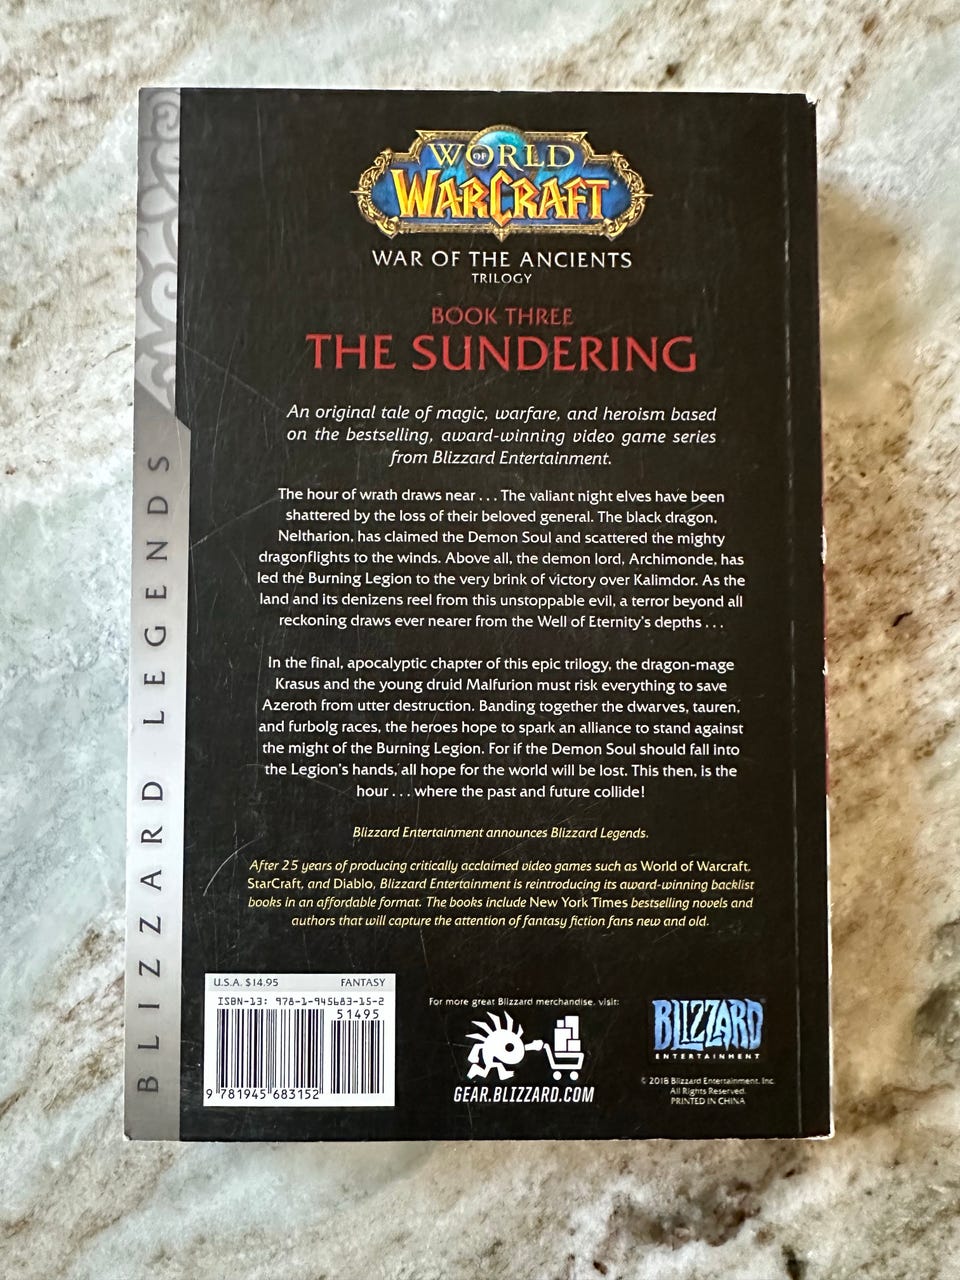 WORLD
OF
WARCRAFT
WAR OF THE ANCIENTS
TRILOGY
BOOK THREE
THE SUNDERING
An original tale of magic, warfare, and heroism based
on the bestselling, award-winning video game series
from Blizzard Entertainment.
The hour of wrath draws near . . . The valiant night elves have been
shattered by the loss of their beloved general. The black dragon,
Neltharion, has claimed the Demon Soul and scattered the mighty
dragonflights to the winds. Above all, the demon lord, Archimonde, has
led the Burning Legion to the very brink of victory over Kalimdor. As the
land and its denizens reel from this unstoppable evil, a terror beyond all
reckoning draws ever nearer from the Well of Eternity's depths . . .
In the final, apocalyptic chapter of this epic trilogy, the dragon-mage
Krasus and the young druid Malfurion must risk everything to save
Azeroth from utter destruction. Banding together the dwarves, tauren,
and furbolg races, the heroes hope to spark an alliance to stand against
the might of the Burning Legion. For if the Demon Soul should fall into
the Legion's hands, all hope for the world will be lost. This then, is the
hour . . . where the past and future collide!
Blizzard Entertainment announces Blizzard Legends.
After 25 years of producing critically acclaimed video games such as World of Warcraft,
StarCraft, and Diablo, Blizzard Entertainment is reintroducing its award-winning backlist
books in an affordable format. The books include New York Times bestselling novels and
authors that will capture the attention of fantasy fiction fans new and old.
U.S.A. $14.95 FANTASY
ISBN-13: 978-1-945683-15-2
51495
9 781945 683152
For more great Blizzard merchandise, visit:
GEAR.BLIZZARD.COM
BLIZZARD
ENTERTAINMENT
© 2018 Blizzard Entertainment, Inc.
All Rights Reserved.
PRINTED IN CHINA
BLIZZARD LEGENDS